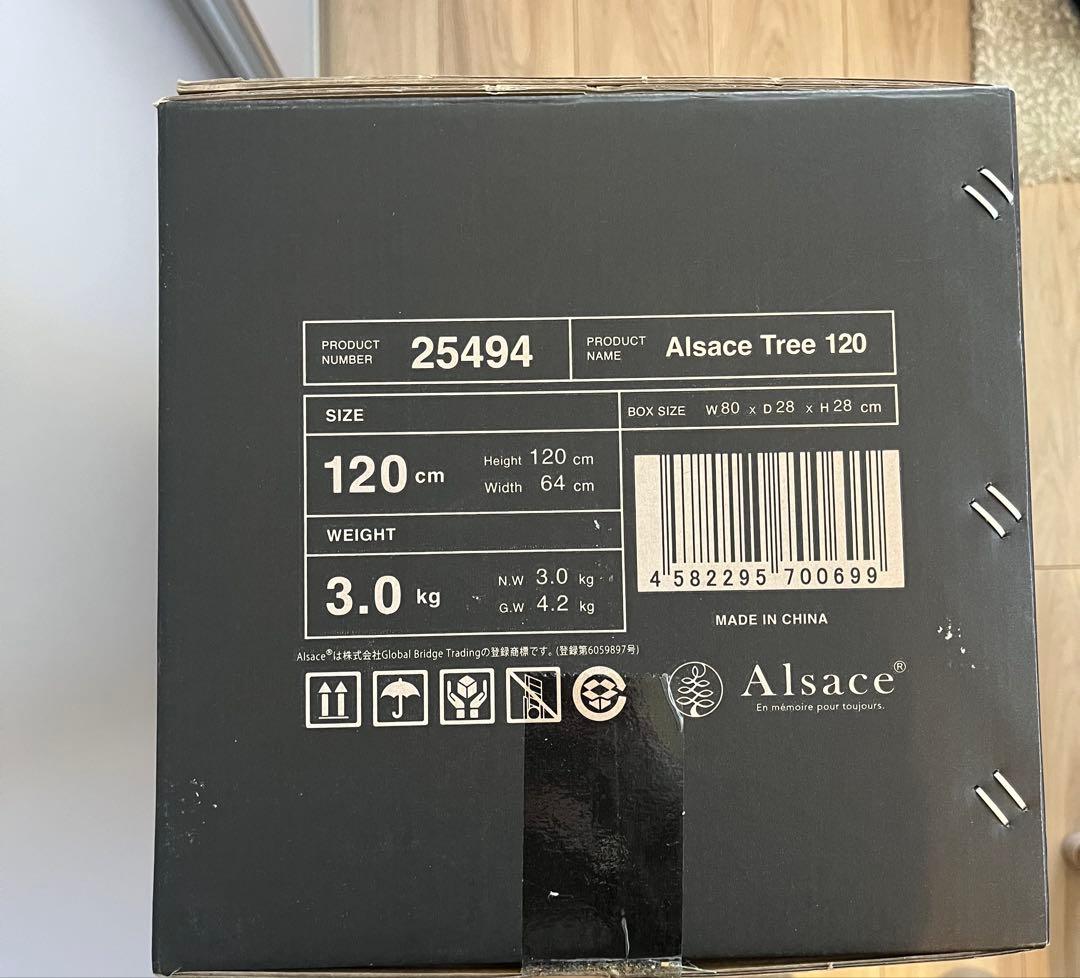 PRODUCT NUMBER 25494
PRODUCT NAME Alsace Tree 120
SIZE
BOX SIZE W 80 x D 28 x H 28 cm
120 cm
Height 120 cm
Width 64 cm
WEIGHT
3.0 kg
N.W 3.0 kg
G.W 4.2 kg
4 582295 700699
MADE IN CHINA
Alsace®は株式会社Global Bridge Tradingの登録商標です。(登録第6059897号)
Alsace®
En mémoire pour toujours.